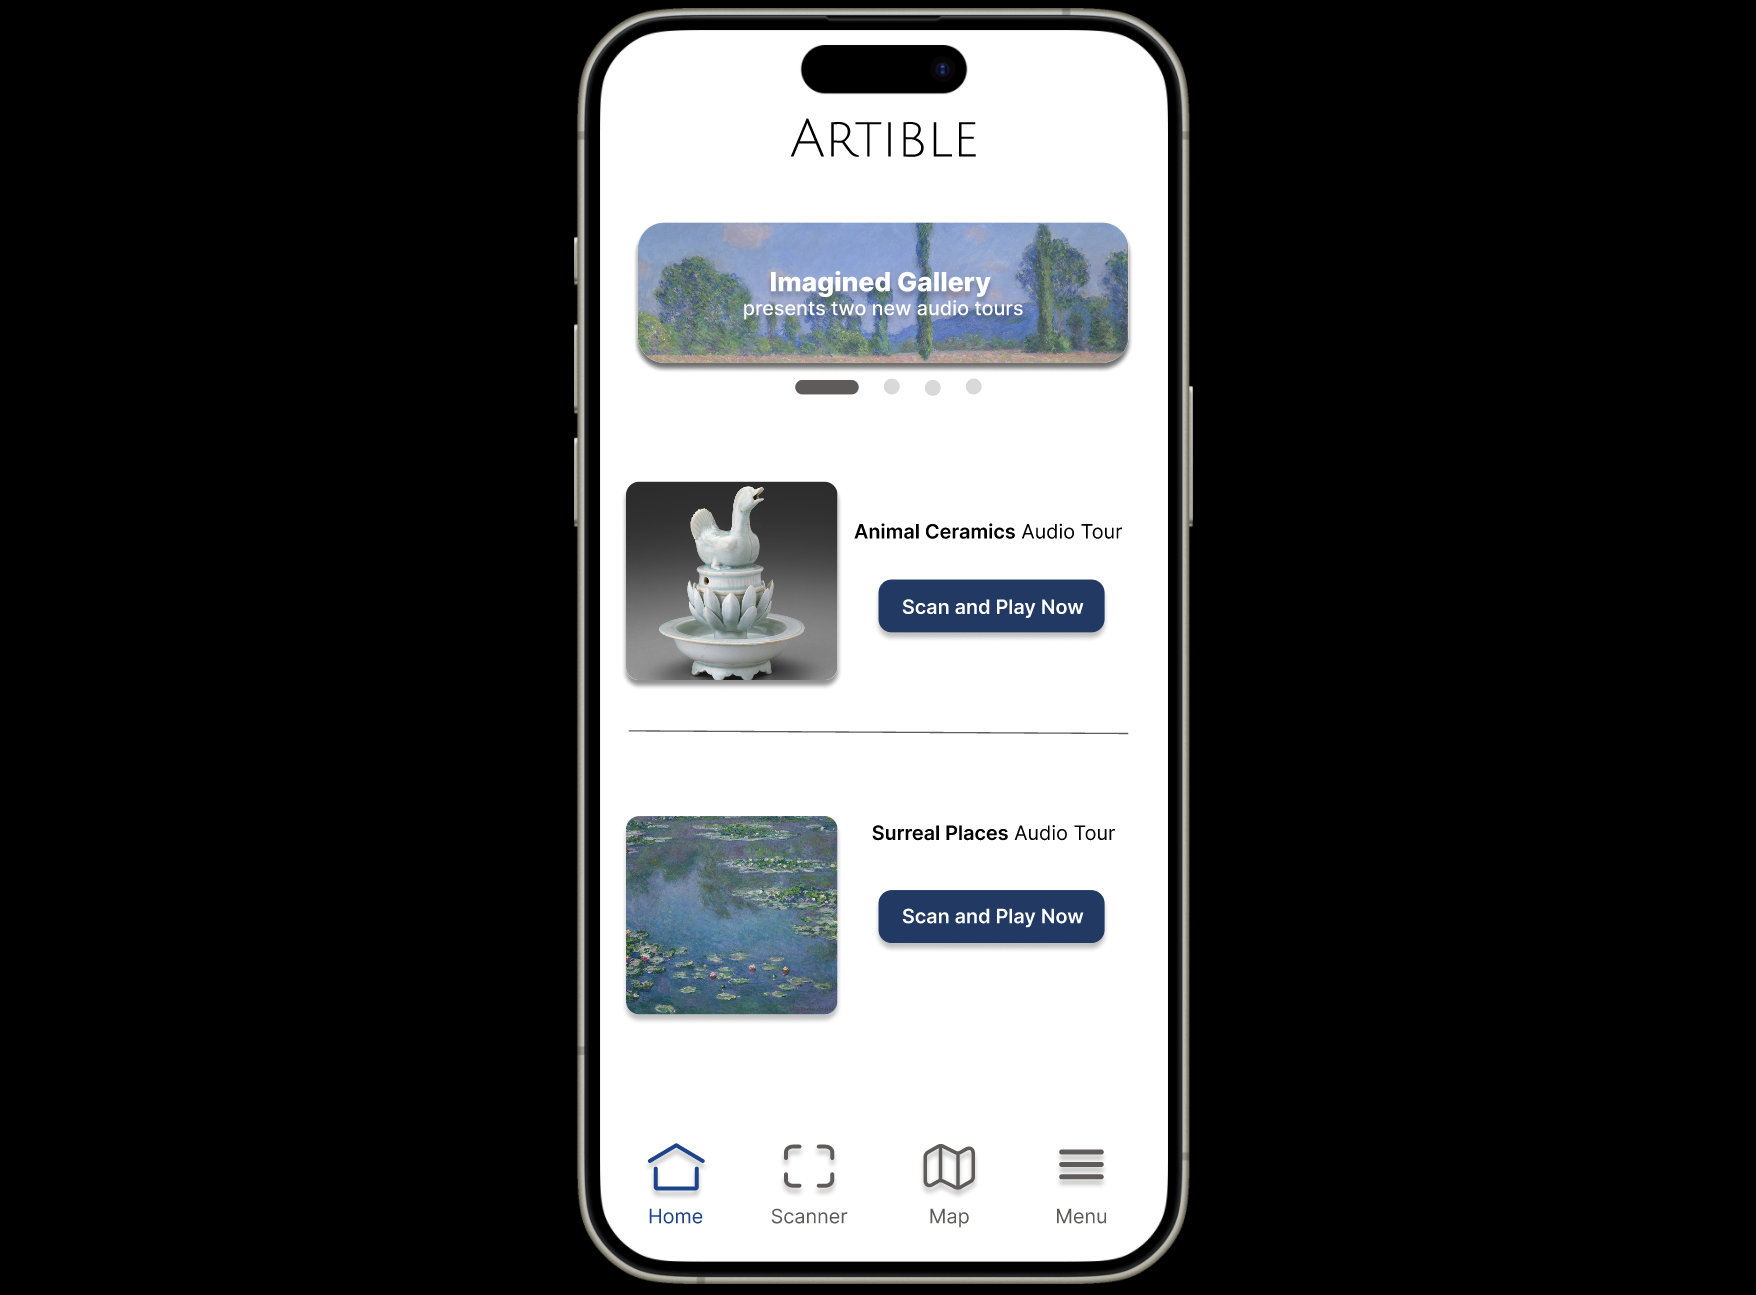 ARTIBLE
Imagined Gallery
presents two new audio tours
Animal Ceramics Audio Tour
Scan and Play Now
Surreal Places Audio Tour
Scan and Play Now
Home Scanner Map Menu